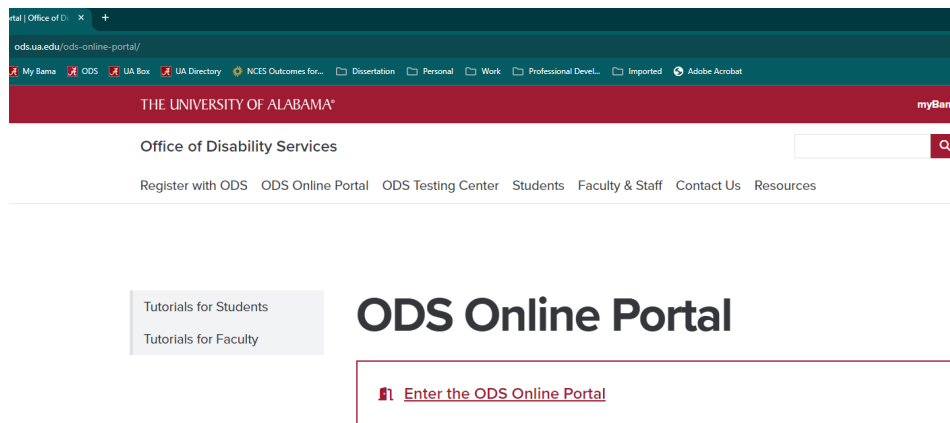 rtal | Office of Di
ods.ua.edu/ods-online-portal/
My Bama ODS UA Box UA Directory NCES Outcomes for... Dissertation Personal Work Professional Devel... Imported Adobe Acrobat
THE UNIVERSITY OF ALABAMA® myBam
Office of Disability Services
Register with ODS ODS Online Portal ODS Testing Center Students Faculty & Staff Contact Us Resources
Tutorials for Students
Tutorials for Faculty
ODS Online Portal
Enter the ODS Online Portal